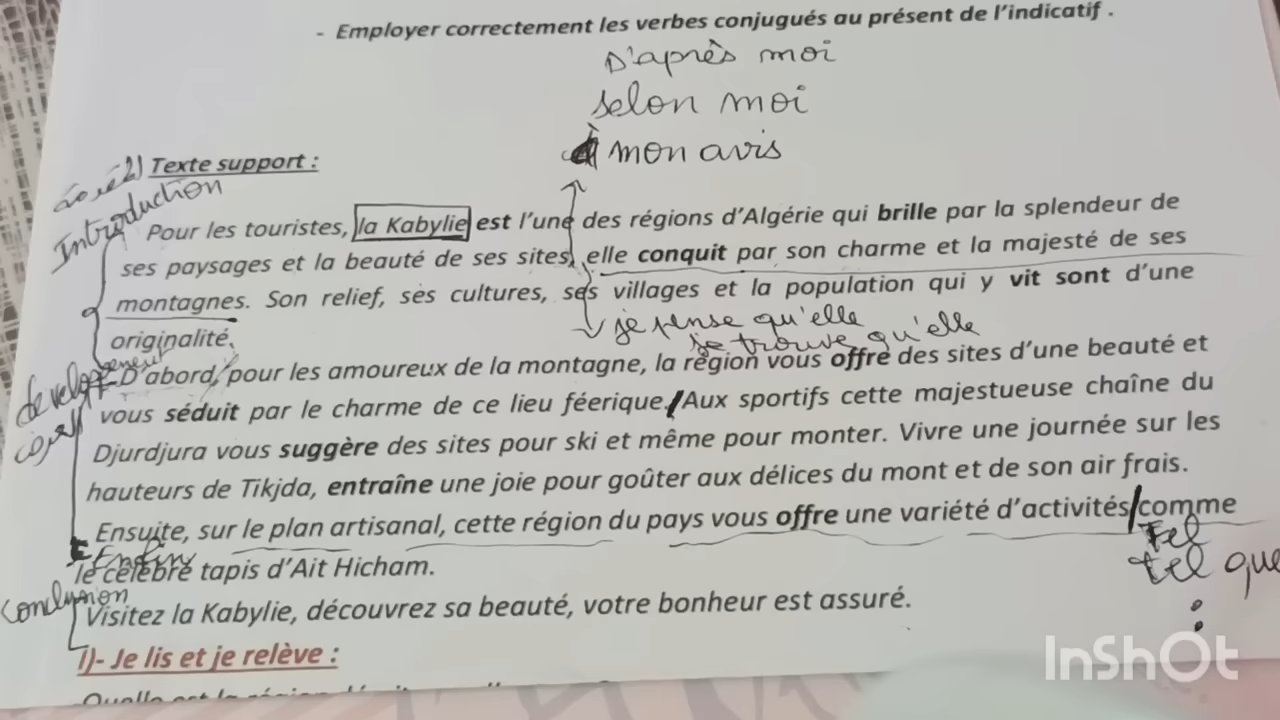 - Employer correctement les verbes conjugués au présent de l'indicatif .
D'après moi
selon moi
à mon avis
Texte support :
Introduction
Pour les touristes, la Kabylie est l'une des régions d'Algérie qui brille par la splendeur de
ses paysages et la beauté de ses sites, elle conquit par son charme et la majesté de ses
montagnes. Son relief, ses cultures, ses villages et la population qui y vit sont d'une
originalité.
je pense qu'elle
je trouve qu'elle
developpement
D'abord, pour les amoureux de la montagne, la région vous offre des sites d'une beauté et
vous séduit par le charme de ce lieu féerique. Aux sportifs cette majestueuse chaîne du
Djurdjura vous suggère des sites pour ski et même pour monter. Vivre une journée sur les
hauteurs de Tikjda, entraîne une joie pour goûter aux délices du mont et de son air frais.
Ensuite, sur le plan artisanal, cette région du pays vous offre une variété d'activités comme
Enfin
tel
tel que
:
le célèbre tapis d'Ait Hicham.
conclusion
Visitez la Kabylie, découvrez sa beauté, votre bonheur est assuré.
I)- Je lis et je relève :
InShOt